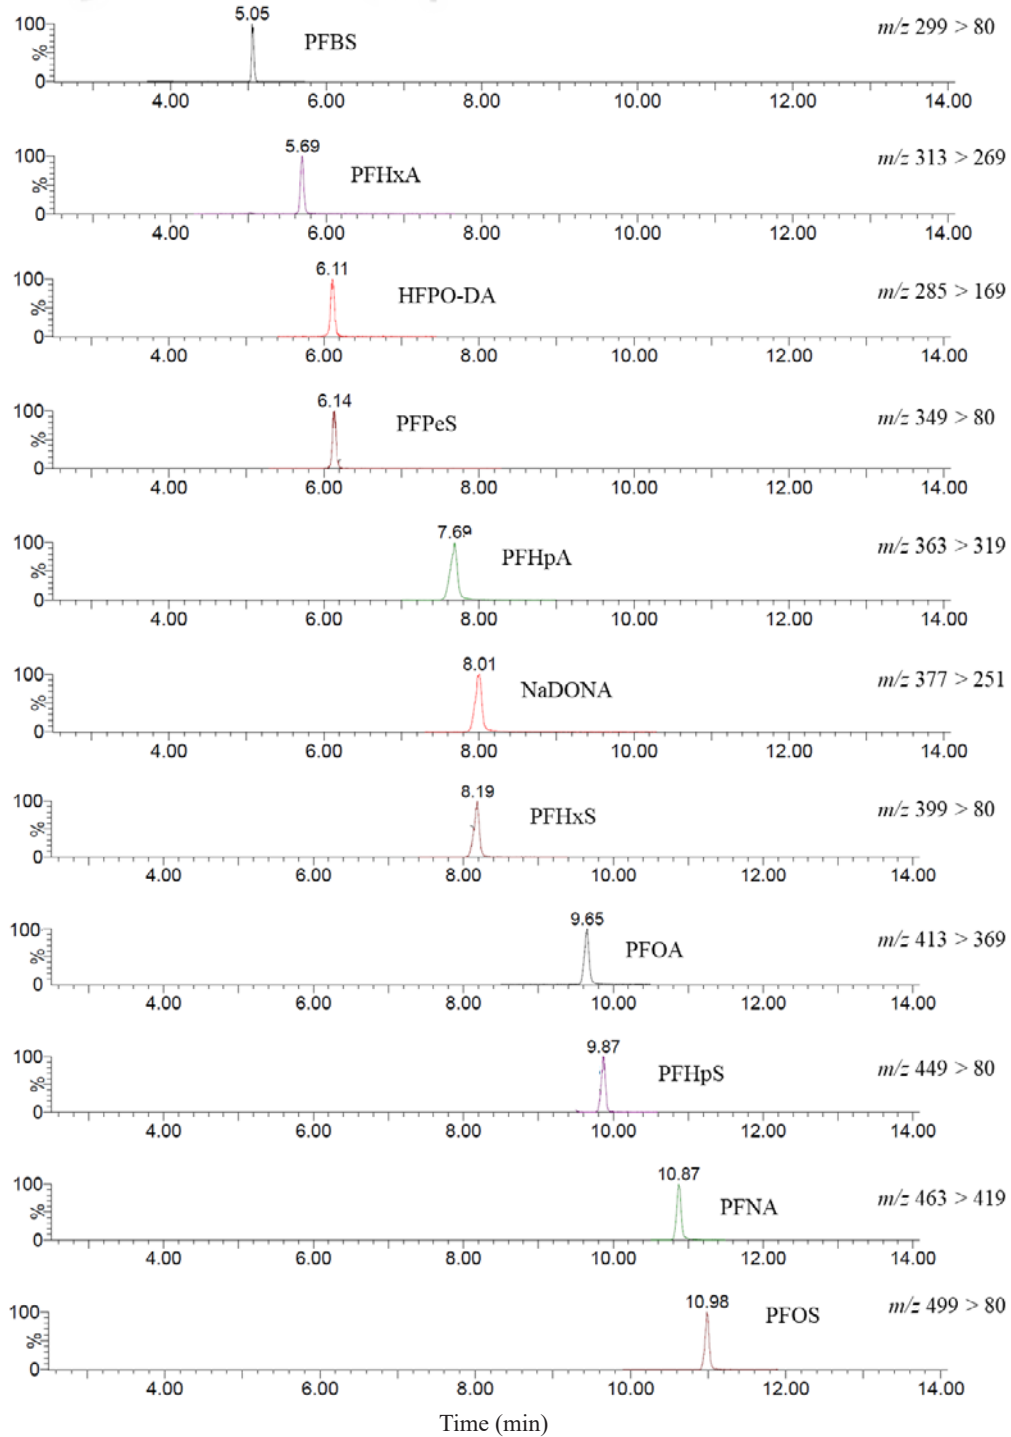 5.05
100
PFBS
m/z 299 > 80
%
0
4.00 6.00 8.00 10.00 12.00 14.00
5.69
100
PFHxA
m/z 313 > 269
%
0
4.00 6.00 8.00 10.00 12.00 14.00
6.11
100
HFPO-DA
m/z 285 > 169
%
0
4.00 6.00 8.00 10.00 12.00 14.00
6.14
100
PFPeS
m/z 349 > 80
%
0
4.00 6.00 8.00 10.00 12.00 14.00
7.69
100
PFHpA
m/z 363 > 319
%
0
4.00 6.00 8.00 10.00 12.00 14.00
8.01
100
NaDONA
m/z 377 > 251
%
0
4.00 6.00 8.00 10.00 12.00 14.00
8.19
100
PFHxS
m/z 399 > 80
%
0
4.00 6.00 8.00 10.00 12.00 14.00
9.65
100
PFOA
m/z 413 > 369
%
0
4.00 6.00 8.00 10.00 12.00 14.00
9.87
100
PFHpS
m/z 449 > 80
%
0
4.00 6.00 8.00 10.00 12.00 14.00
10.87
100
PFNA
m/z 463 > 419
%
0
4.00 6.00 8.00 10.00 12.00 14.00
10.98
100
PFOS
m/z 499 > 80
%
0
4.00 6.00 8.00 10.00 12.00 14.00
Time (min)